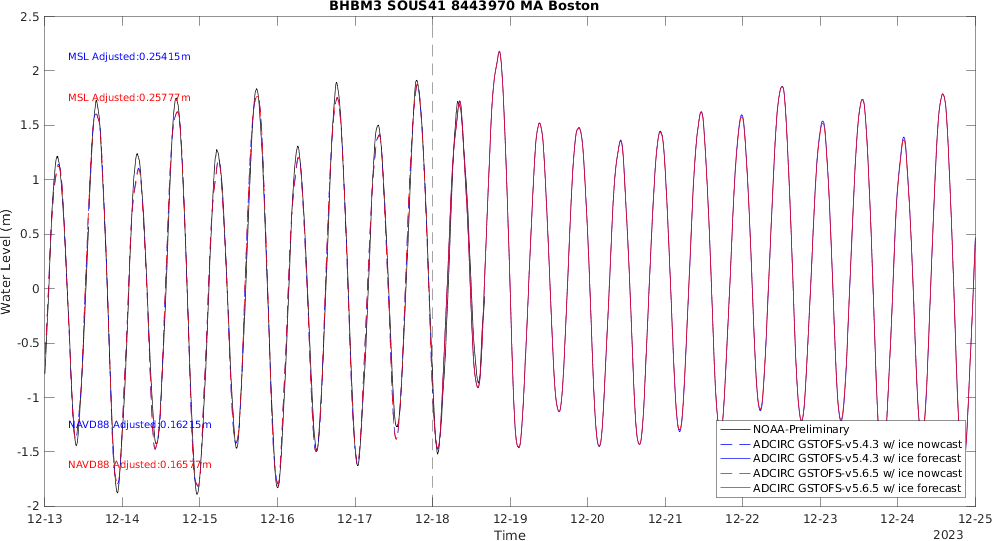 BHBM3 SOUS41 8443970 MA Boston
2.5
2
1.5
1
0.5
0
-0.5
-1
-1.5
-2
Water Level (m)
MSL Adjusted:0.25415m
MSL Adjusted:0.25777m
NAVD88 Adjusted:0.16215m
NAVD88 Adjusted:0.16577m
NOAA-Preliminary
ADCIRC GSTOFS-v5.4.3 w/ ice nowcast
ADCIRC GSTOFS-v5.4.3 w/ ice forecast
ADCIRC GSTOFS-v5.6.5 w/ ice nowcast
ADCIRC GSTOFS-v5.6.5 w/ ice forecast
12-13 12-14 12-15 12-16 12-17 12-18 12-19 12-20 12-21 12-22 12-23 12-24 12-25
Time
2023